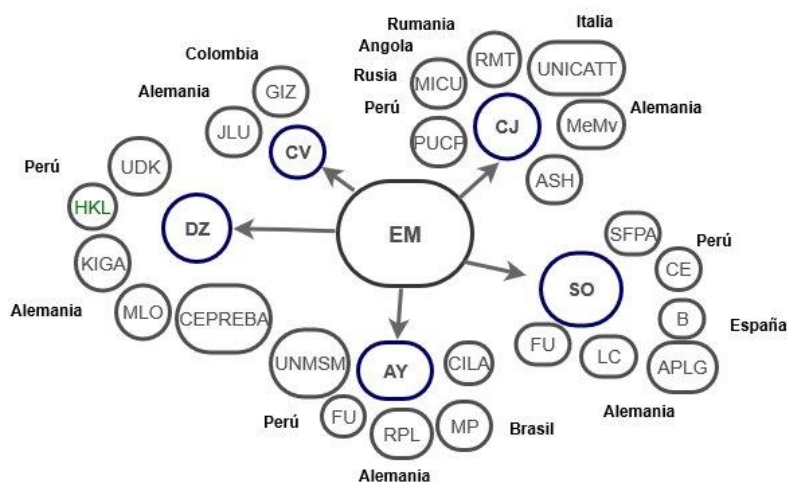 Italia
Rumania
Angola
Rusia
Perú
RMT
UNICATT
MICU
PUCP
CJ
MeMv
Alemania
ASH
Colombia
Alemania
GIZ
JLU
CV
Perú
UDK
HKL
DZ
KIGA
Alemania
MLO
CEPREBA
EM
SFPA
Perú
CE
SO
B
España
FU
LC
APLG
Alemania
UNMSM
AY
CILA
Perú
FU
RPL
MP
Brasil
Alemania